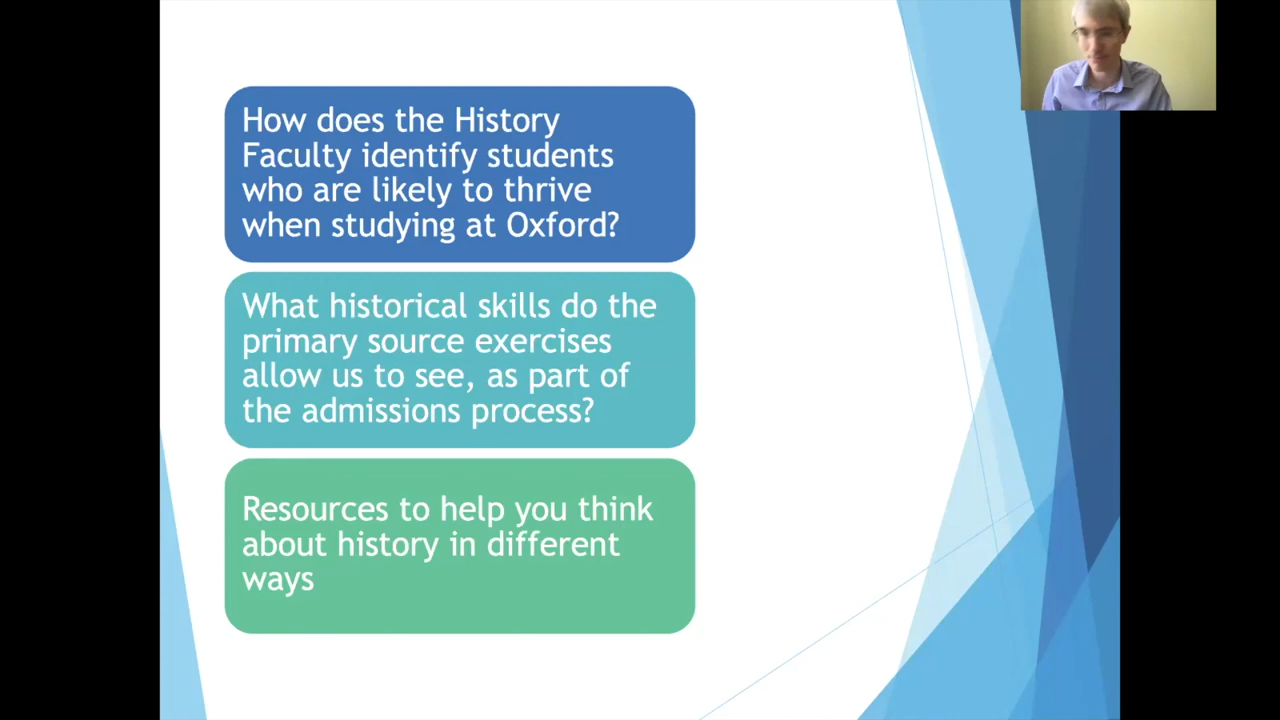 How does the History
Faculty identify students
who are likely to thrive
when studying at Oxford?
What historical skills do the
primary source exercises
allow us to see, as part of
the admissions process?
Resources to help you think
about history in different
ways